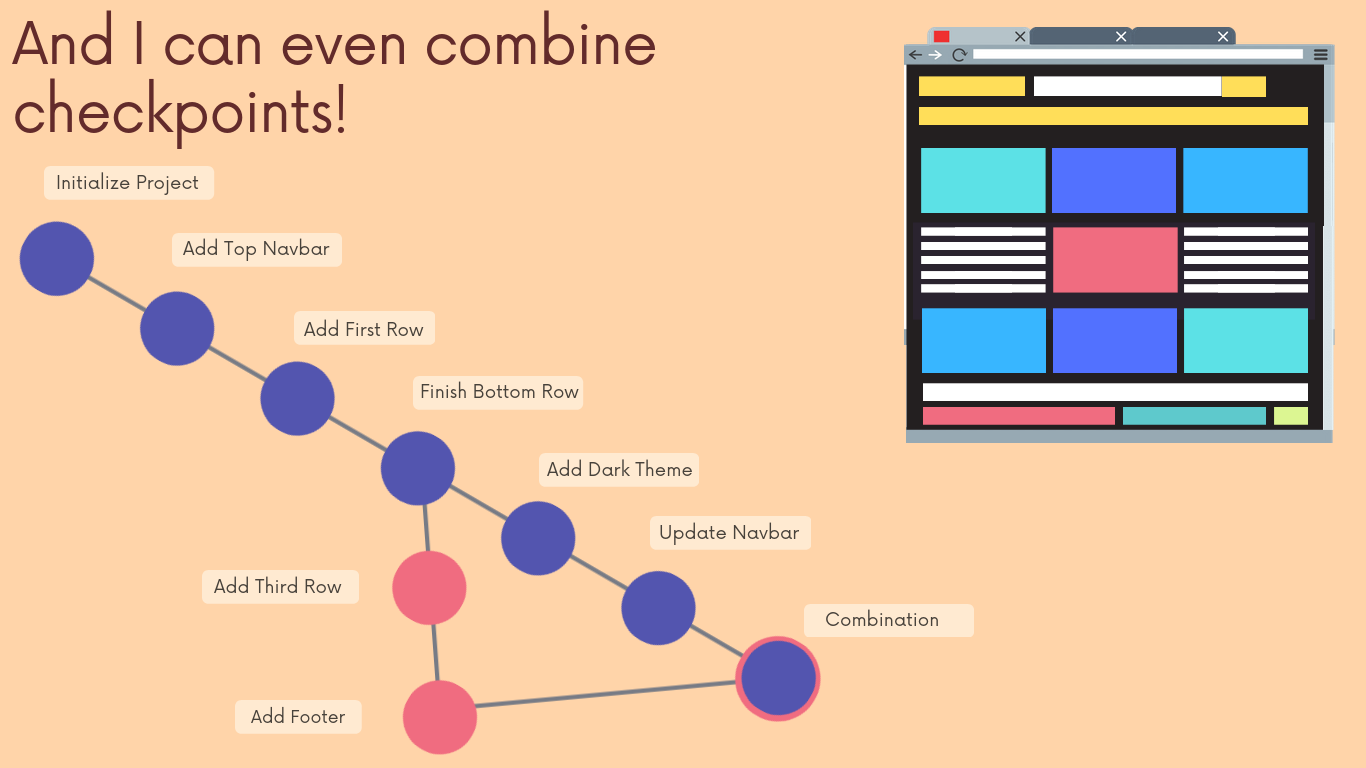 And I can even combine
checkpoints!
Initialize Project
Add Top Navbar
Add First Row
Finish Bottom Row
Add Dark Theme
Update Navbar
Add Third Row
Combination
Add Footer